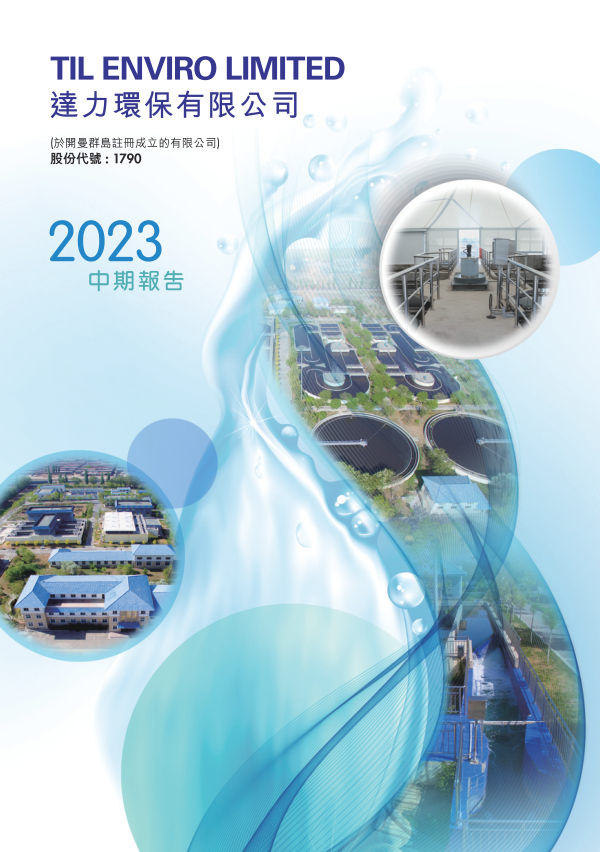 TIL ENVIRO LIMITED
達力環保有限公司
(於開曼群島註冊成立的有限公司)
股份代號：1790
2023
中期報告